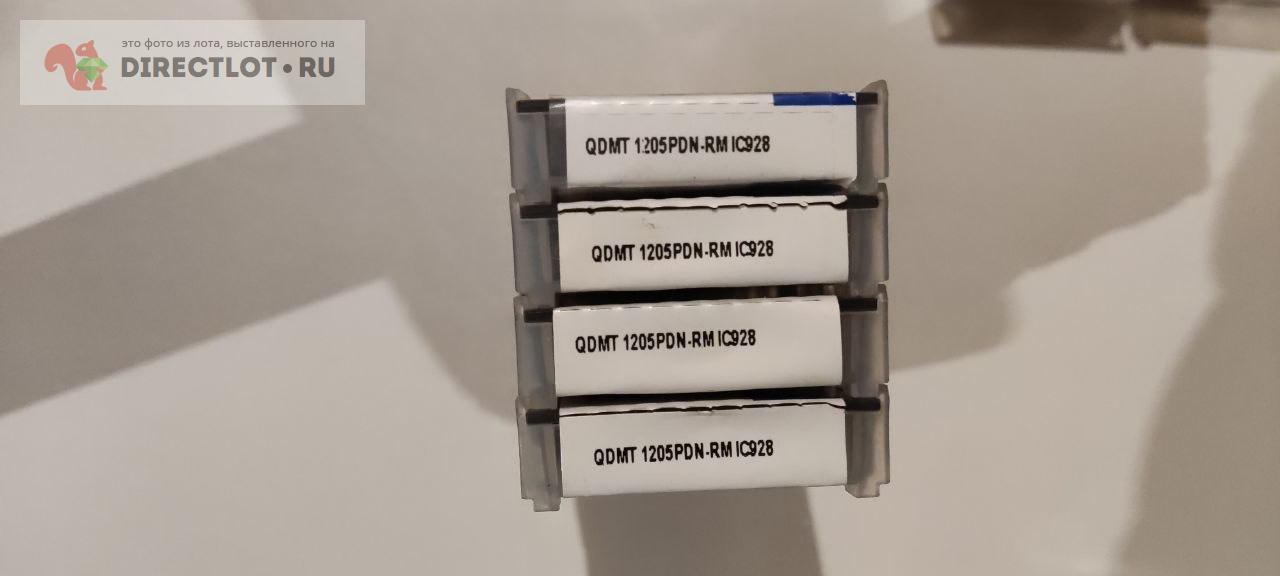 это фото из лота, выставленного на
DIRECTLOT•RU
QDMT 1205PDN-RM IC928
QDMT 1205PDN-RM IC928
QDMT 1205PDN-RM IC928
QDMT 1205PDN-RM IC928